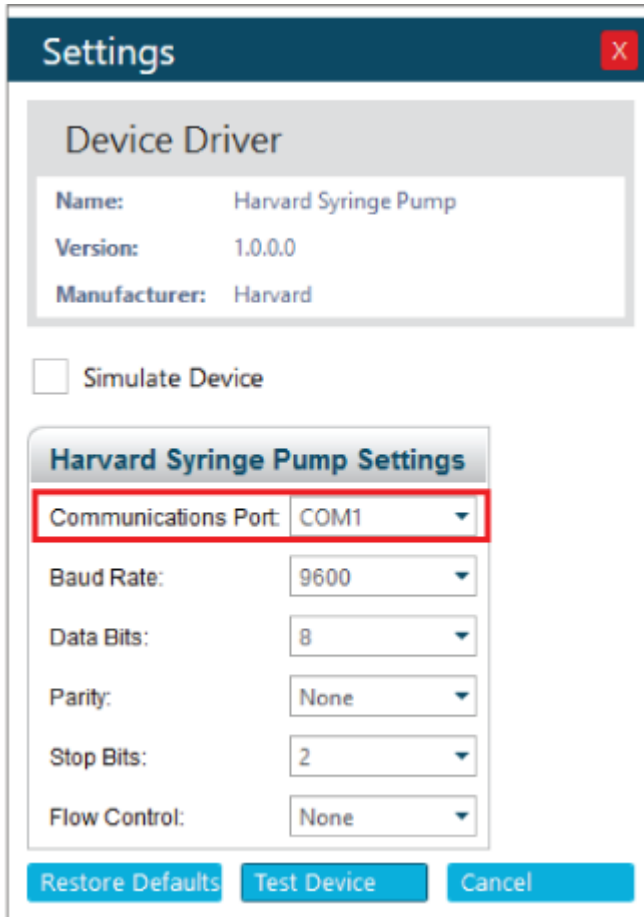 Settings
X
Device Driver
Name: Harvard Syringe Pump
Version: 1.0.0.0
Manufacturer: Harvard
Simulate Device
Harvard Syringe Pump Settings
Communications Port: COM1
Baud Rate: 9600
Data Bits: 8
Parity: None
Stop Bits: 2
Flow Control: None
Restore Defaults Test Device Cancel